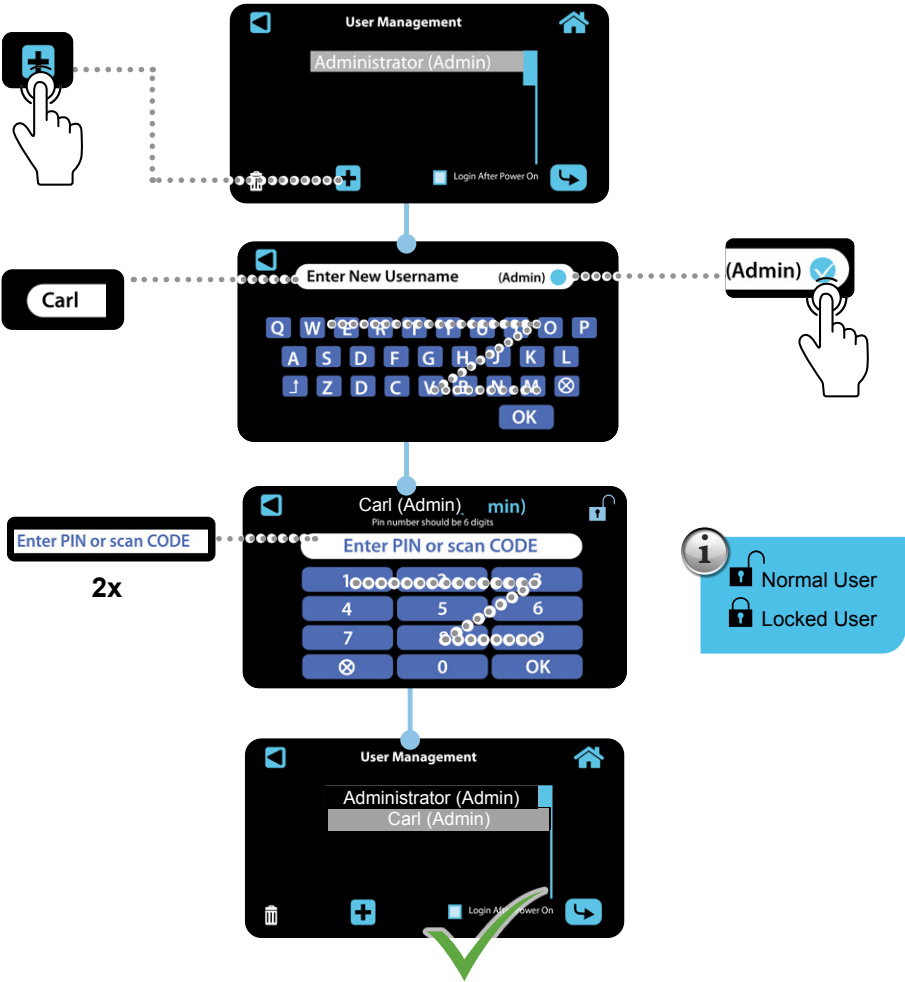 User Management
Administrator (Admin)
Login After Power On
Enter New Username (Admin)
(Admin)
Carl
Q W E R T Y U I O P
A S D F G H J K L
Z D C V B N M
OK
Carl (Admin) min)
Pin number should be 6 digits
Enter PIN or scan CODE
Enter PIN or scan CODE
2x
1 2 3
4 5 6
7 8 9
0 OK
i
Normal User
Locked User
User Management
Administrator (Admin)
Carl (Admin)
Login After Power On